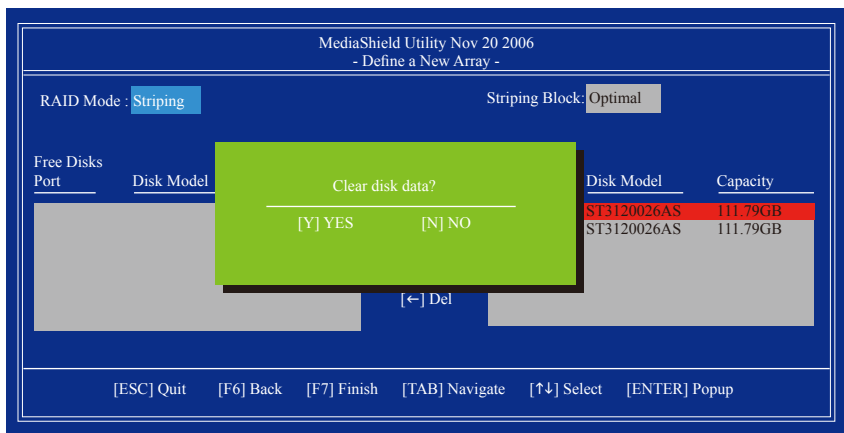 MediaShield Utility Nov 20 2006
- Define a New Array -
RAID Mode : Striping
Striping Block: Optimal
Free Disks
Port Disk Model
Disk Model Capacity
Clear disk data?
[Y] YES [N] NO
ST3120026AS 111.79GB
ST3120026AS 111.79GB
[←] Del
[ESC] Quit [F6] Back [F7] Finish [TAB] Navigate [↑↓] Select [ENTER] Popup